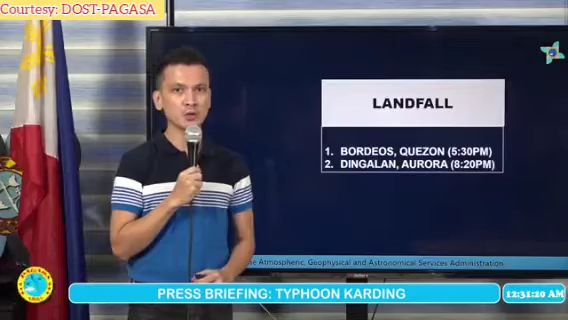 Courtesy: DOST-PAGASA
LANDFALL
1. BORDEOS, QUEZON (5:30PM)
2. DINGALAN, AURORA (8:20PM)
Atmospheric, Geophysical and Astronomical Services Administration
PAGASA
PRESS BRIEFING: TYPHOON KARDING
12:31:20 AM